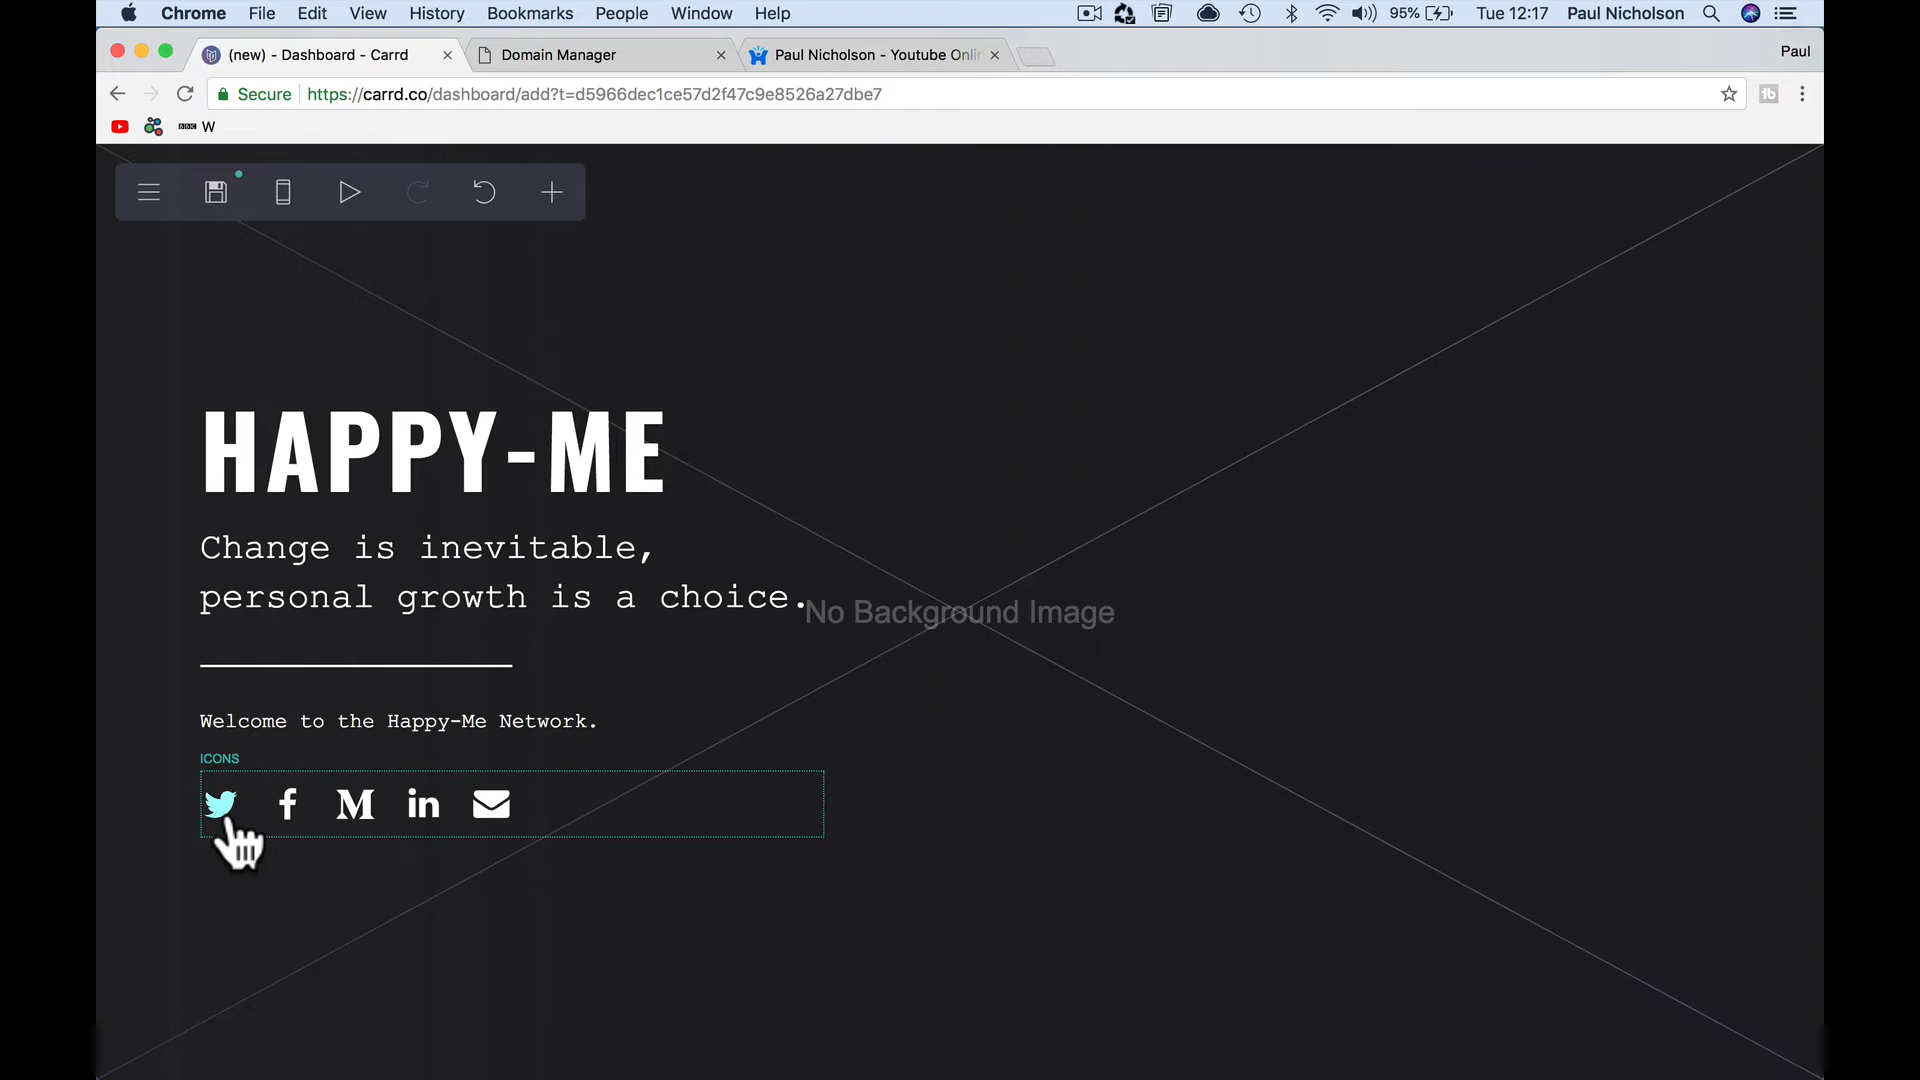 Chrome File Edit View History Bookmarks People Window Help 95% Tue 12:17 Paul Nicholson
(new) - Dashboard - Carrd Domain Manager Paul Nicholson - Youtube Onli Paul
Secure https://carrd.co/dashboard/add?t=d5966dec1ce57d2f47c9e8526a27dbe7
BBC W
HAPPY-ME
Change is inevitable,
personal growth is a choice.
No Background Image
Welcome to the Happy-Me Network.
ICONS